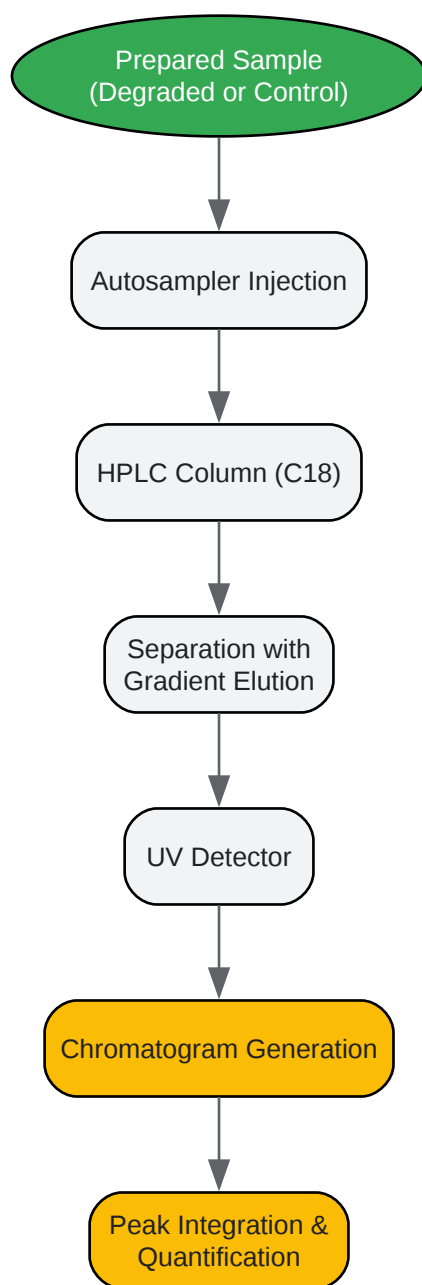 Prepared Sample
(Degraded or Control)
Autosampler Injection
HPLC Column (C18)
Separation with
Gradient Elution
UV Detector
Chromatogram Generation
Peak Integration &
Quantification